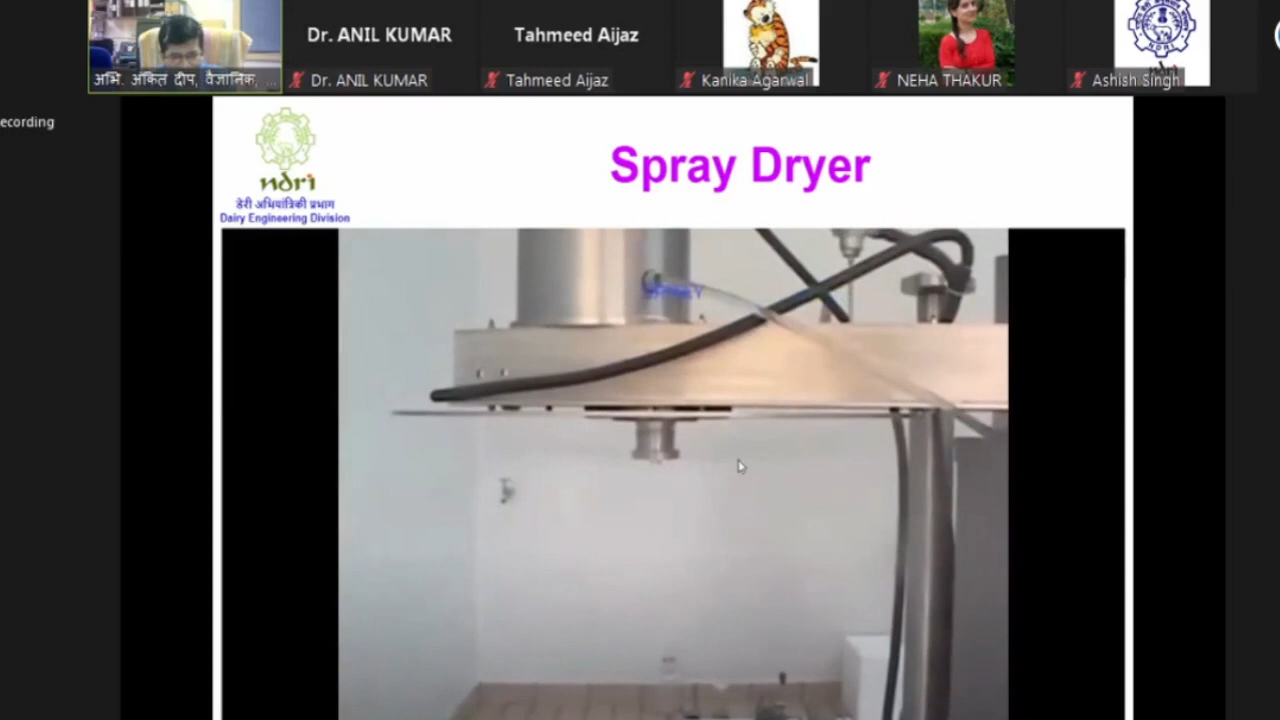 Dr. ANIL KUMAR
Tahmeed Aijaz
अभि. अंकित दीप, वैज्ञानिक, ...
Dr. ANIL KUMAR
Tahmeed Aijaz
Kanika Agarwal
NEHA THAKUR
Ashish Singh
ecording
Spray Dryer
ndri
डेरी अभियांत्रिकी प्रभाग
Dairy Engineering Division